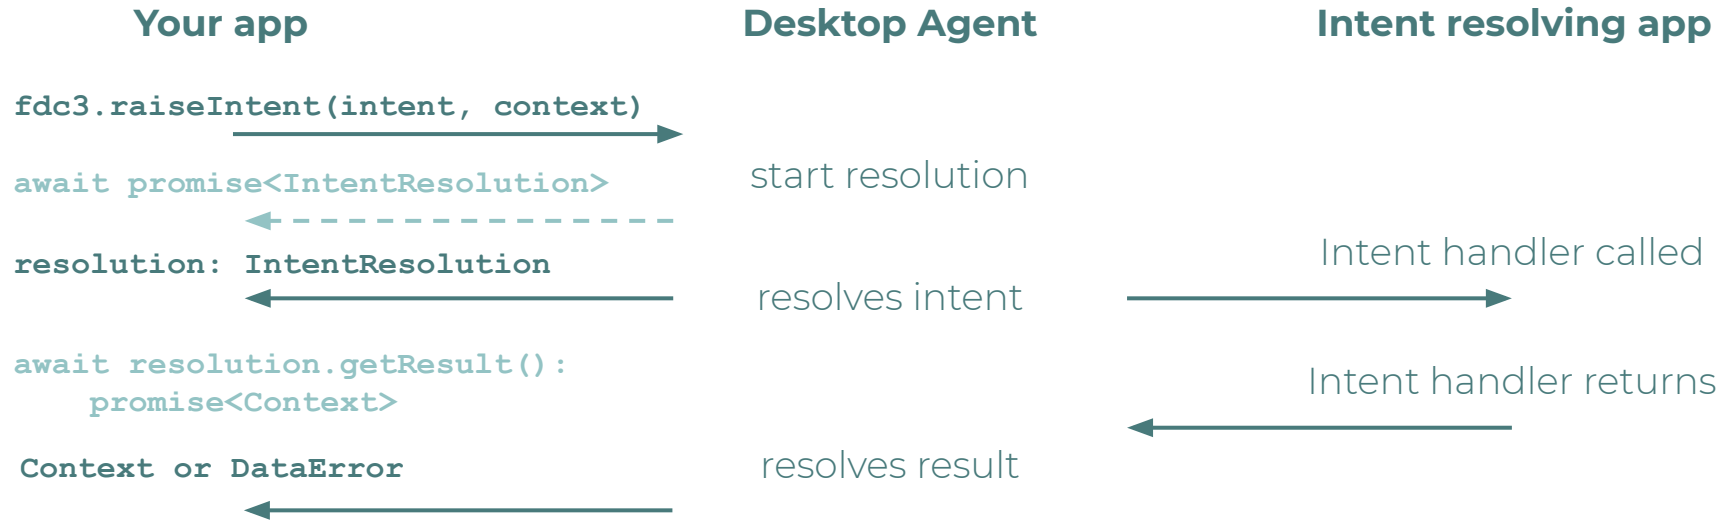 Your app
Desktop Agent
Intent resolving app
fdc3.raiseIntent(intent, context)
start resolution
await promise<IntentResolution>
Intent handler called
resolution: IntentResolution
resolves intent
await resolution.getResult():
Intent handler returns
promise<Context>
Context or DataError
resolves result